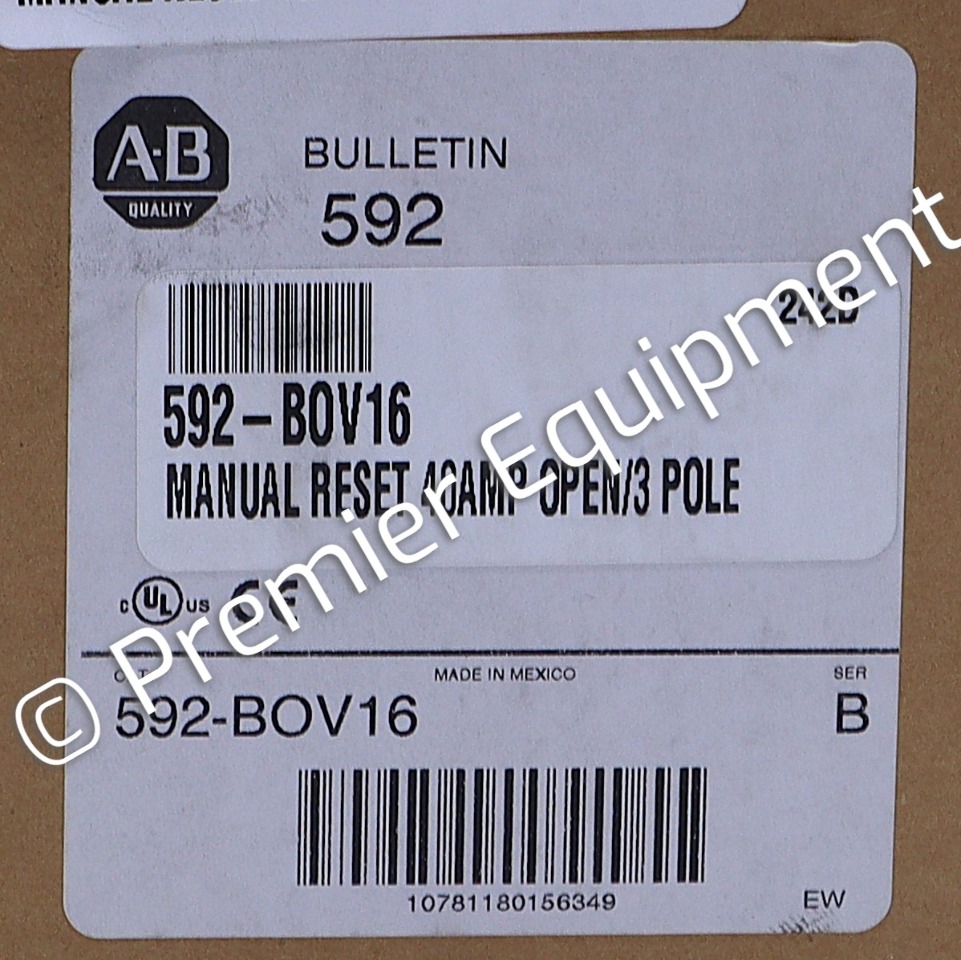 A-B
QUALITY
BULLETIN
592
242D
592-BOV16
MANUAL RESET 40AMP OPEN/3 POLE
C UL US CE
MADE IN MEXICO
SER
592-BOV16
B
10781180156349
EW
© Premier Equipment